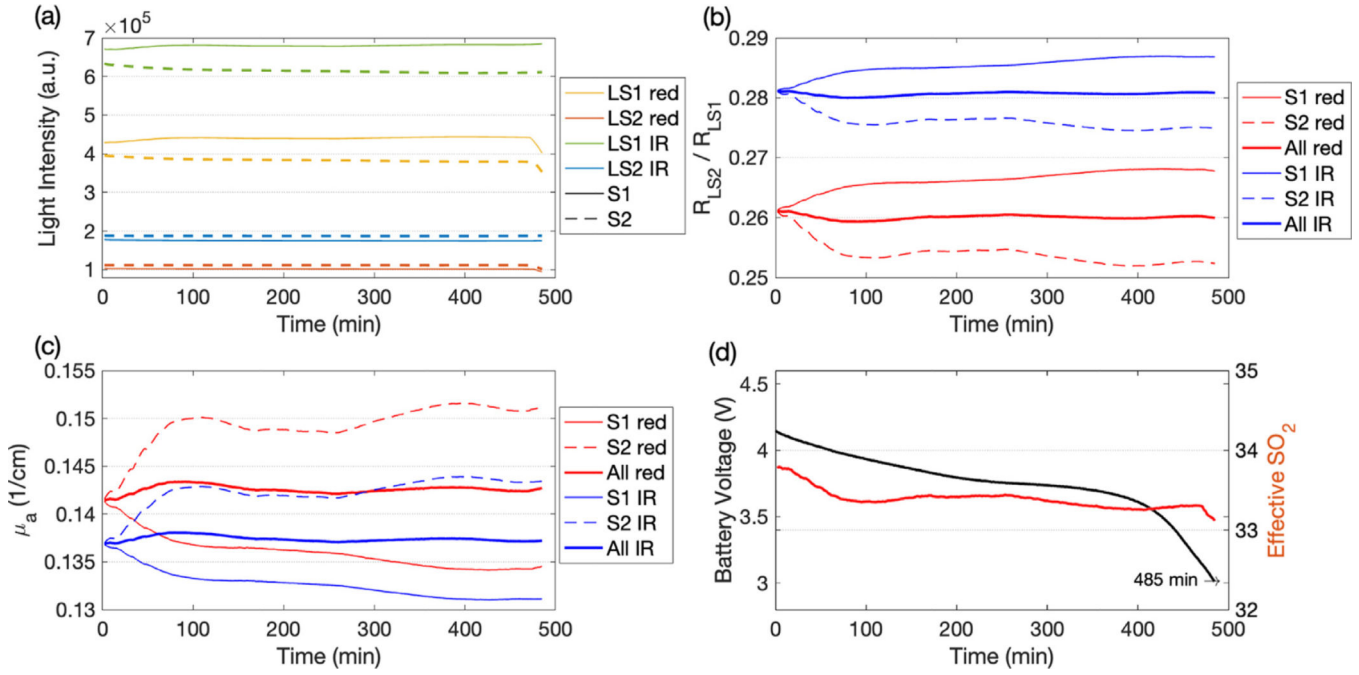 (a)
×10⁵
7
6
5
4
3
2
1
0
100
200
300
400
500
Light Intensity (a.u.)
Time (min)
LS1 red
LS2 red
LS1 IR
LS2 IR
S1
S2
(b)
0.29
0.28
0.27
0.26
0.25
0
100
200
300
400
500
R_LS2 / R_LS1
Time (min)
S1 red
S2 red
All red
S1 IR
S2 IR
All IR
(c)
0.155
0.15
0.145
0.14
0.135
0.13
0
100
200
300
400
500
μ_a (1/cm)
Time (min)
S1 red
S2 red
All red
S1 IR
S2 IR
All IR
(d)
4.5
4
3.5
3
0
100
200
300
400
500
35
34
33
32
Battery Voltage (V)
Effective SO₂
485 min
Time (min)